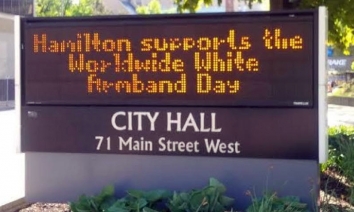 Hamilton supports the
Worldwide White
Armband Day
CITY HALL
71 Main Street West